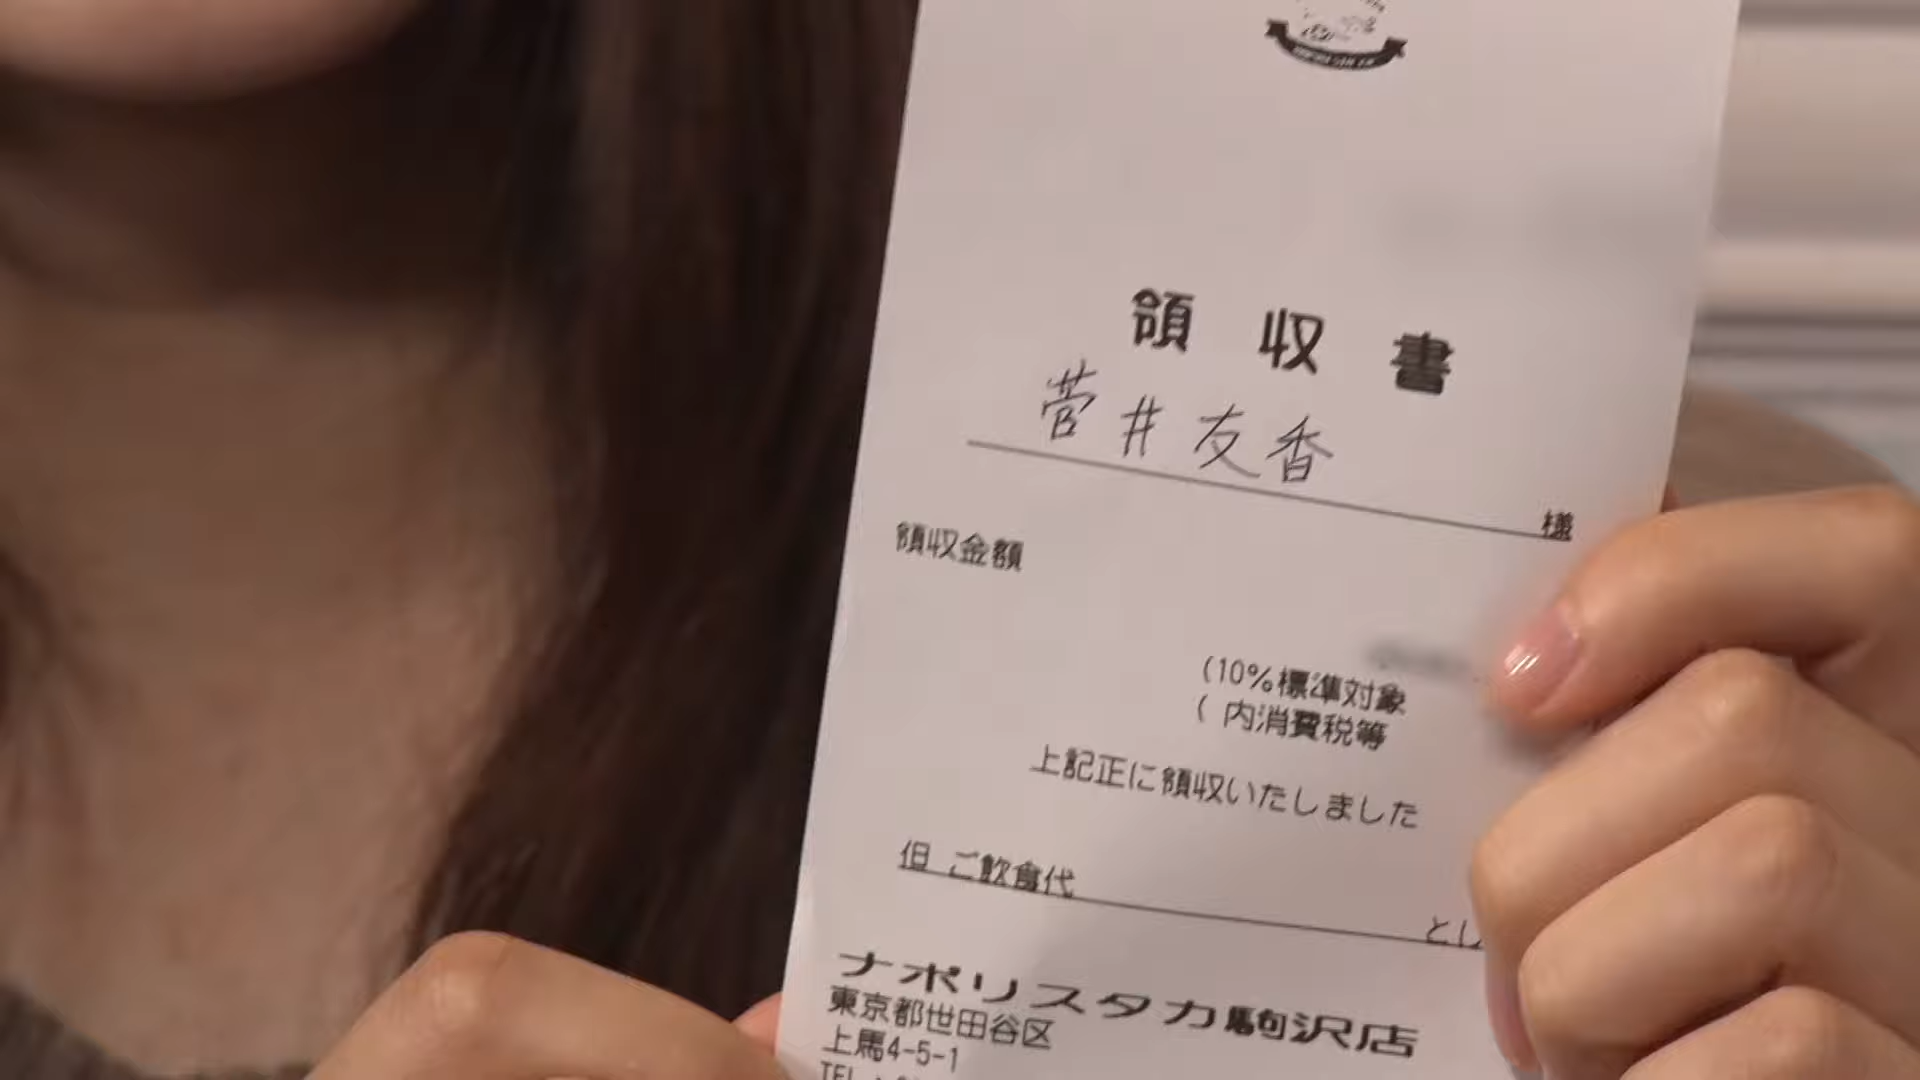 領収書
菅井友香
様
領収金額
(10%標準対象
( 内消費税等
上記正に領収いたしました
但 ご飲食代
とし
ナポリスタカ駒沢店
東京都世田谷区
上馬4-5-1
TEL: